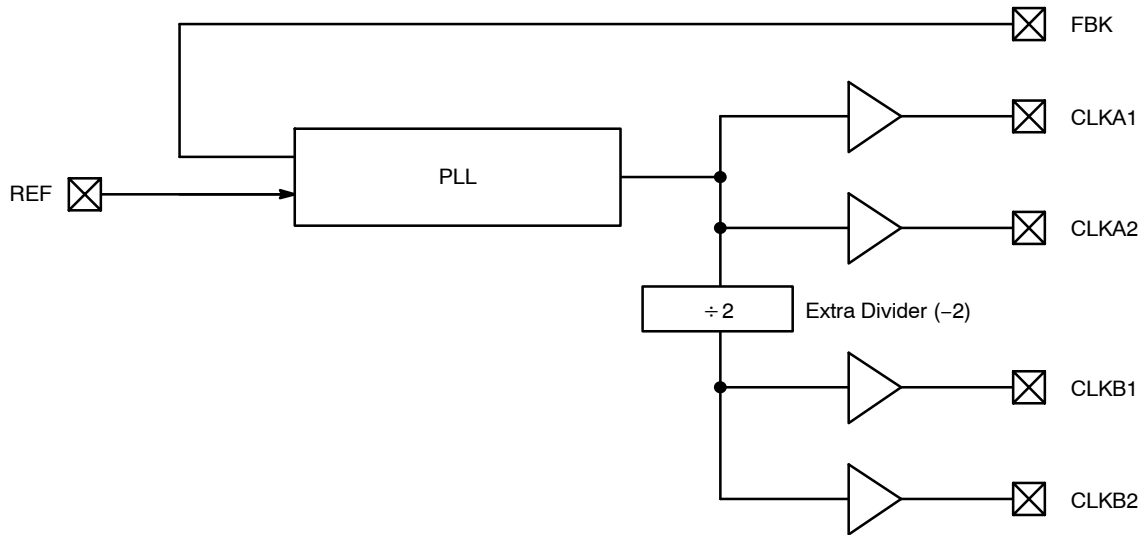 FBK
CLKA1
PLL
REF
CLKA2
÷2
Extra Divider (−2)
CLKB1
CLKB2